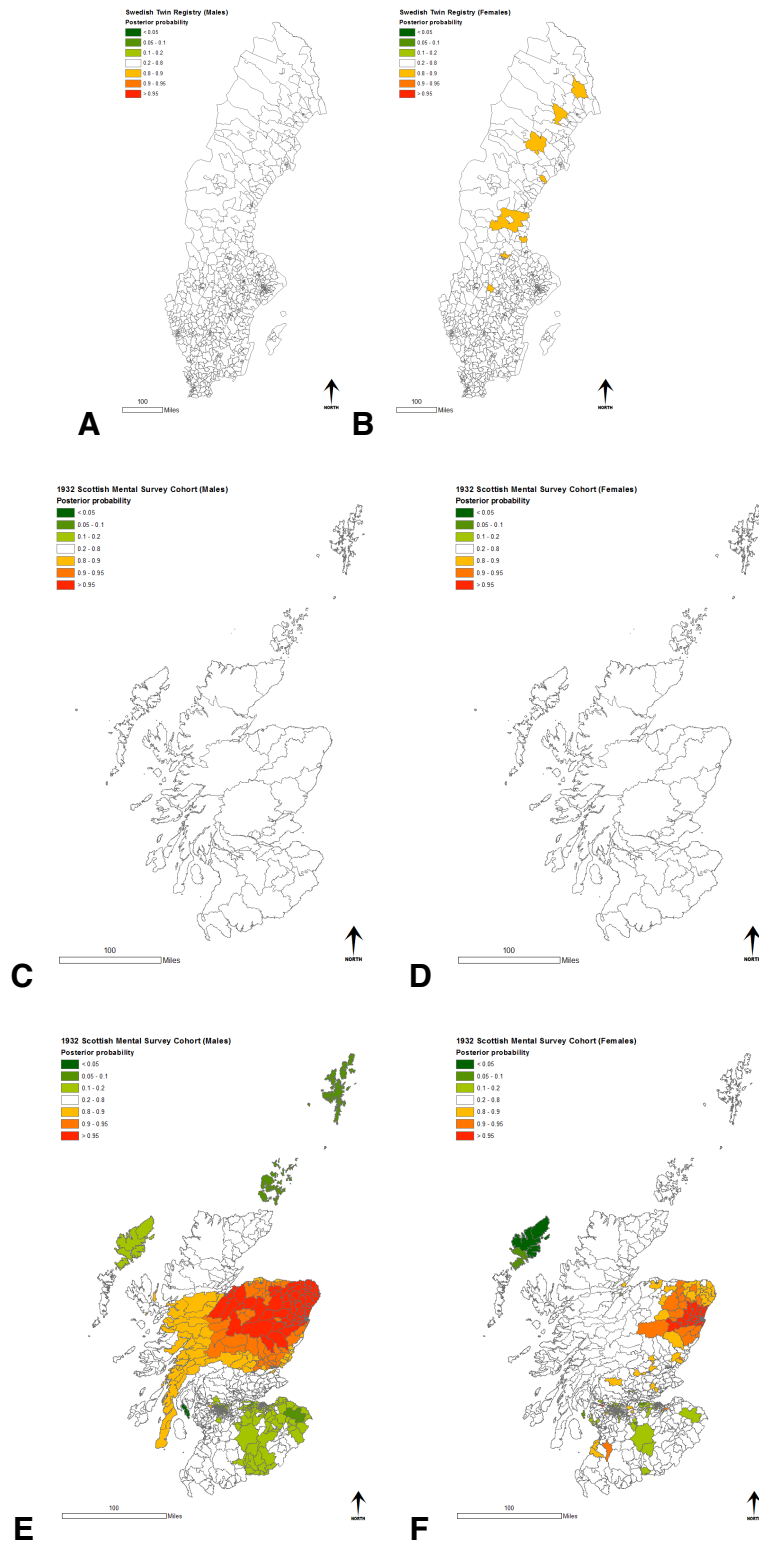 Swedish Twin Registry (Males)
Posterior probability
< 0.05
0.05 - 0.1
0.1 - 0.2
0.2 - 0.8
0.8 - 0.9
0.9 - 0.95
> 0.95
100
Miles
NORTH
A
Swedish Twin Registry (Females)
Posterior probability
< 0.05
0.05 - 0.1
0.1 - 0.2
0.2 - 0.8
0.8 - 0.9
0.9 - 0.95
> 0.95
100
Miles
NORTH
B
1932 Scottish Mental Survey Cohort (Males)
Posterior probability
< 0.05
0.05 - 0.1
0.1 - 0.2
0.2 - 0.8
0.8 - 0.9
0.9 - 0.95
> 0.95
100
Miles
NORTH
C
1932 Scottish Mental Survey Cohort (Females)
Posterior probability
< 0.05
0.05 - 0.1
0.1 - 0.2
0.2 - 0.8
0.8 - 0.9
0.9 - 0.95
> 0.95
100
Miles
NORTH
D
1932 Scottish Mental Survey Cohort (Males)
Posterior probability
< 0.05
0.05 - 0.1
0.1 - 0.2
0.2 - 0.8
0.8 - 0.9
0.9 - 0.95
> 0.95
100
Miles
NORTH
E
1932 Scottish Mental Survey Cohort (Females)
Posterior probability
< 0.05
0.05 - 0.1
0.1 - 0.2
0.2 - 0.8
0.8 - 0.9
0.9 - 0.95
> 0.95
100
Miles
NORTH
F